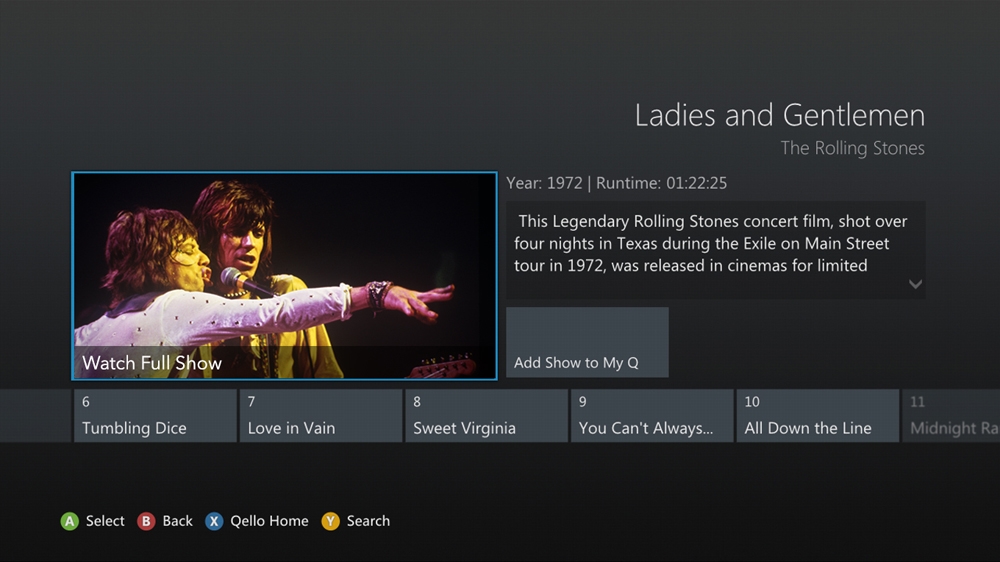 Ladies and Gentlemen
The Rolling Stones
Year: 1972 | Runtime: 01:22:25
This Legendary Rolling Stones concert film, shot over
four nights in Texas during the Exile on Main Street
tour in 1972, was released in cinemas for limited
Watch Full Show
Add Show to My Q
6
Tumbling Dice
7
Love in Vain
8
Sweet Virginia
9
You Can't Always...
10
All Down the Line
11
Midnight Ra
A Select B Back X Qello Home Y Search